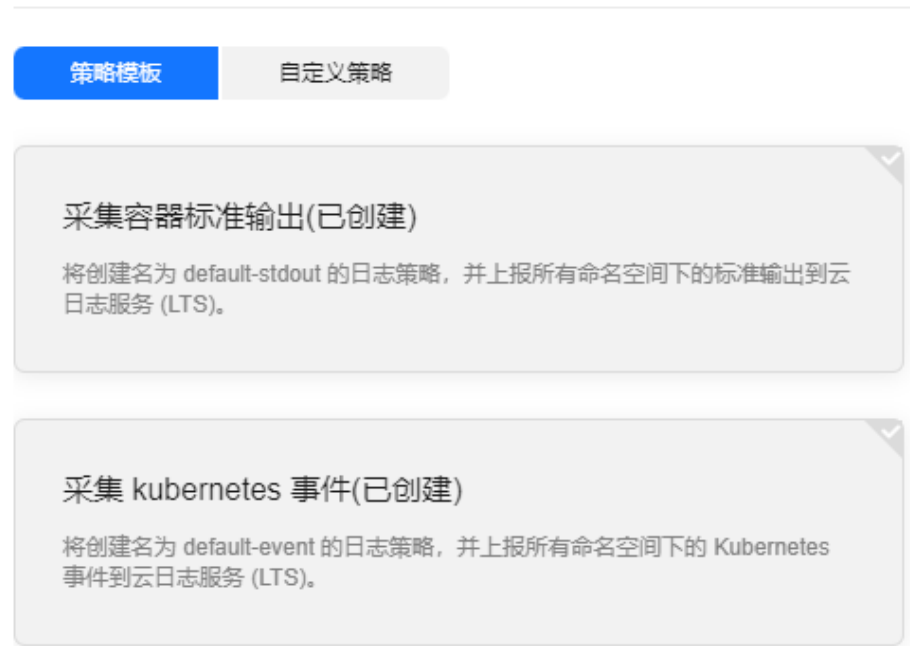 策略模板
自定义策略
采集容器标准输出(已创建)
将创建名为 default-stdout 的日志策略，并上报所有命名空间下的标准输出到云
日志服务 (LTS)。
采集 kubernetes 事件(已创建)
将创建名为 default-event 的日志策略，并上报所有命名空间下的 Kubernetes
事件到云日志服务 (LTS)。